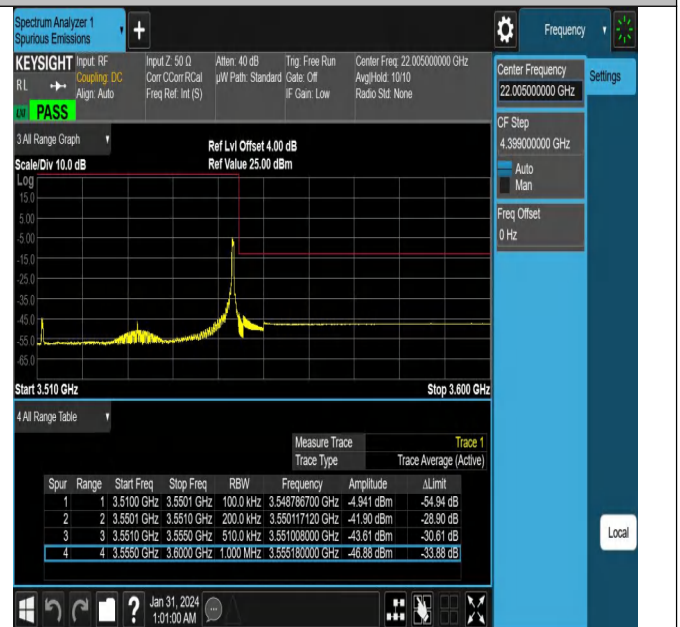 Spectrum Analyzer 1
Spurious Emissions
+
Frequency
KEYSIGHT Input: RF Input Z: 50 Ω Atten: 40 dB Trig: Free Run Center Freq: 22.005000000 GHz
RL Coupling: DC Corr CCorr RCal µW Path: Standard Gate: Off Avg|Hold: 10/10
Align: Auto Freq Ref: Int (S) IF Gain: Low Radio Std: None
PASS
Center Frequency
22.005000000 GHz
Settings
CF Step
4.399000000 GHz
Auto
Man
Freq Offset
0 Hz
3 All Range Graph
Ref Lvl Offset 4.00 dB
Scale/Div 10.0 dB Ref Value 25.00 dBm
Log
15.0
5.00
-5.00
-15.0
-25.0
-35.0
-45.0
-55.0
-65.0
Start 3.510 GHz Stop 3.600 GHz
4 All Range Table
Measure Trace Trace 1
Trace Type Trace Average (Active)
Spur Range Start Freq Stop Freq RBW Frequency Amplitude ΔLimit
1 1 3.5100 GHz 3.5501 GHz 100.0 kHz 3.548786700 GHz -4.941 dBm -54.94 dB
2 2 3.5501 GHz 3.5510 GHz 200.0 kHz 3.550117120 GHz -41.90 dBm -28.90 dB
3 3 3.5510 GHz 3.5550 GHz 510.0 kHz 3.551008000 GHz -43.61 dBm -30.61 dB
4 4 3.5550 GHz 3.6000 GHz 1.000 MHz 3.555180000 GHz -46.88 dBm -33.88 dB
Local
? Jan 31, 2024
1:01:00 AM